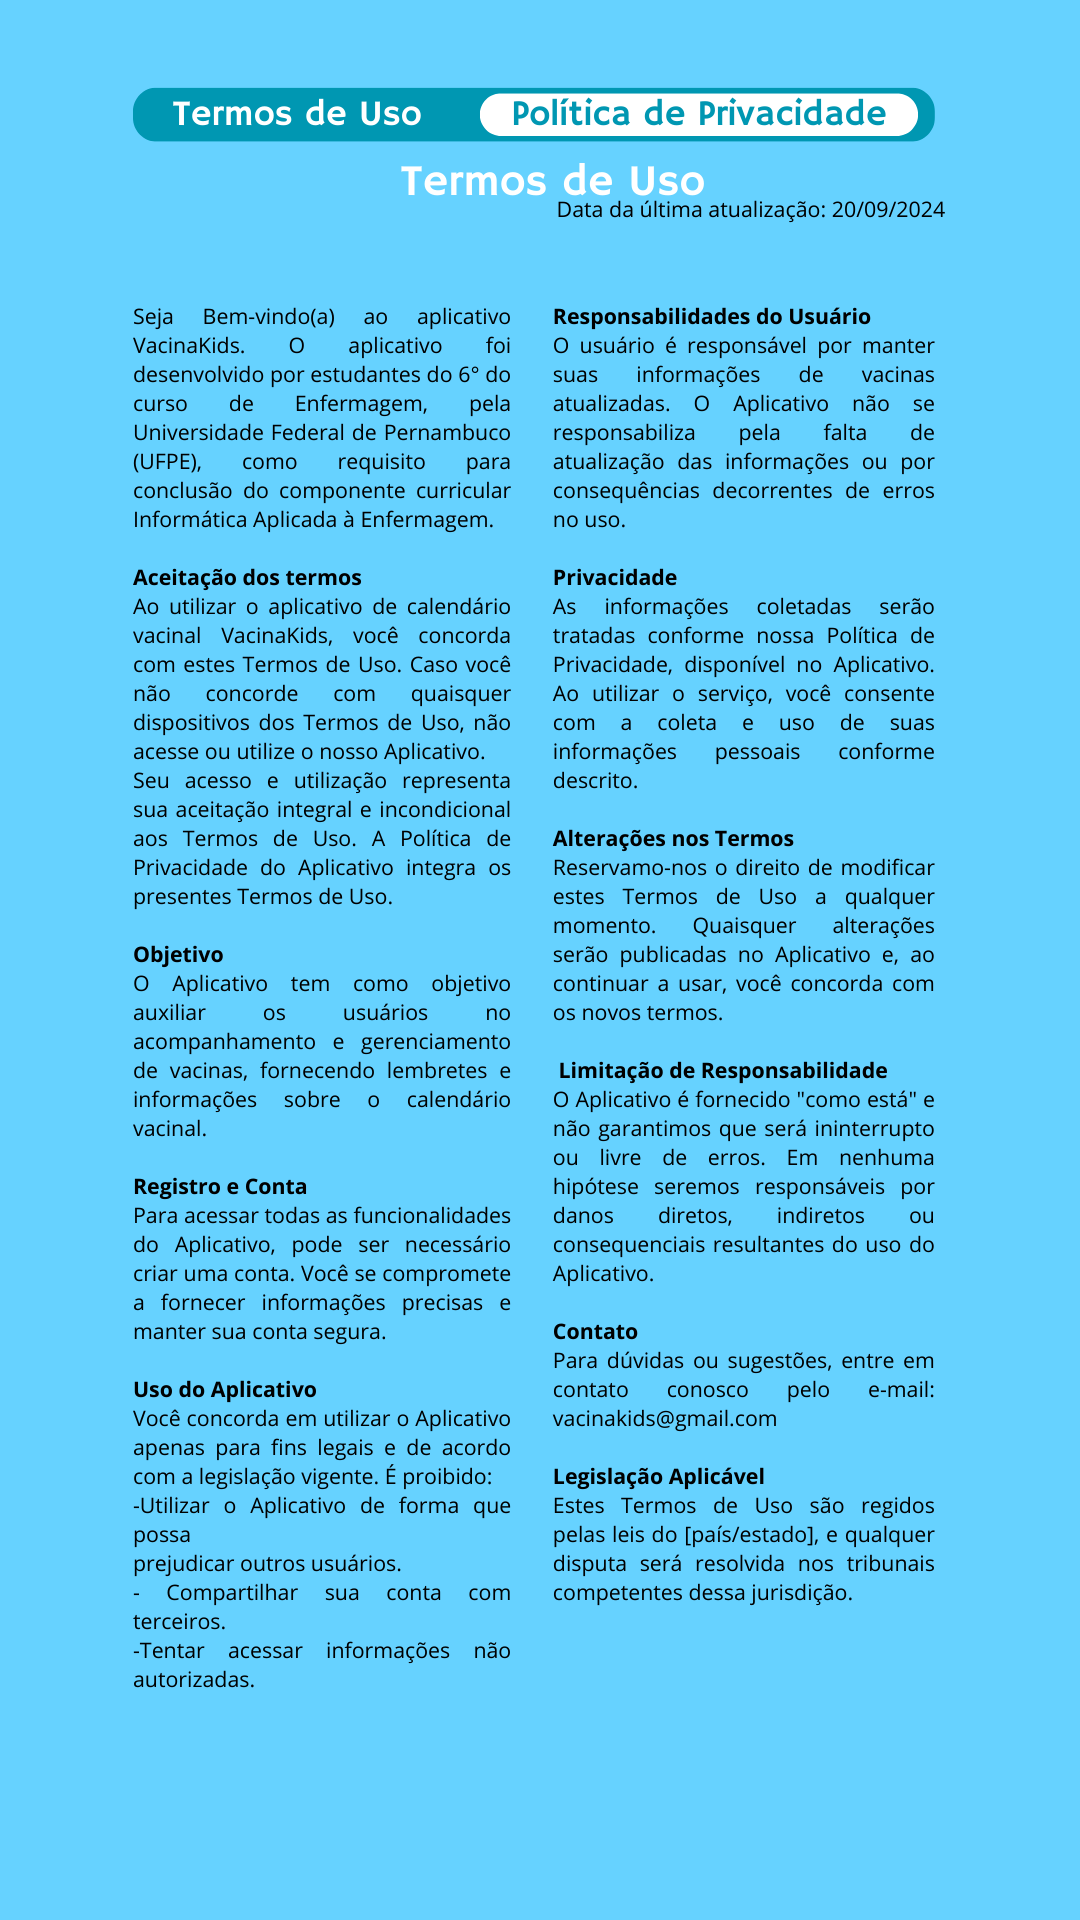 Termos de Uso
Política de Privacidade
Termos de Uso
Data da última atualização: 20/09/2024
Seja Bem-vindo(a) ao aplicativo
VacinaKids. O aplicativo foi
desenvolvido por estudantes do 6° do
curso de Enfermagem, pela
Universidade Federal de Pernambuco
(UFPE), como requisito para
conclusão do componente curricular
Informática Aplicada à Enfermagem.
Aceitação dos termos
Ao utilizar o aplicativo de calendário
vacinal VacinaKids, você concorda
com estes Termos de Uso. Caso você
não concorde com quaisquer
dispositivos dos Termos de Uso, não
acesse ou utilize o nosso Aplicativo.
Seu acesso e utilização representa
sua aceitação integral e incondicional
aos Termos de Uso. A Política de
Privacidade do Aplicativo integra os
presentes Termos de Uso.
Objetivo
O Aplicativo tem como objetivo
auxiliar os usuários no
acompanhamento e gerenciamento
de vacinas, fornecendo lembretes e
informações sobre o calendário
vacinal.
Registro e Conta
Para acessar todas as funcionalidades
do Aplicativo, pode ser necessário
criar uma conta. Você se compromete
a fornecer informações precisas e
manter sua conta segura.
Uso do Aplicativo
Você concorda em utilizar o Aplicativo
apenas para fins legais e de acordo
com a legislação vigente. É proibido:
-Utilizar o Aplicativo de forma que
possa
prejudicar outros usuários.
- Compartilhar sua conta com
terceiros.
-Tentar acessar informações não
autorizadas.
Responsabilidades do Usuário
O usuário é responsável por manter
suas informações de vacinas
atualizadas. O Aplicativo não se
responsabiliza pela falta de
atualização das informações ou por
consequências decorrentes de erros
no uso.
Privacidade
As informações coletadas serão
tratadas conforme nossa Política de
Privacidade, disponível no Aplicativo.
Ao utilizar o serviço, você consente
com a coleta e uso de suas
informações pessoais conforme
descrito.
Alterações nos Termos
Reservamo-nos o direito de modificar
estes Termos de Uso a qualquer
momento. Quaisquer alterações
serão publicadas no Aplicativo e, ao
continuar a usar, você concorda com
os novos termos.
Limitação de Responsabilidade
O Aplicativo é fornecido "como está" e
não garantimos que será ininterrupto
ou livre de erros. Em nenhuma
hipótese seremos responsáveis por
danos diretos, indiretos ou
consequenciais resultantes do uso do
Aplicativo.
Contato
Para dúvidas ou sugestões, entre em
contato conosco pelo e-mail:
vacinakids@gmail.com
Legislação Aplicável
Estes Termos de Uso são regidos
pelas leis do [país/estado], e qualquer
disputa será resolvida nos tribunais
competentes dessa jurisdição.